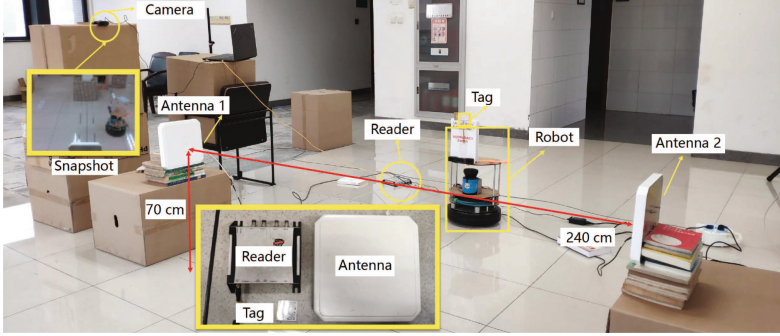 Camera
Antenna 1
Snapshot
Tag
Reader
Robot
Antenna 2
70 cm
240 cm
Reader
Antenna
Tag